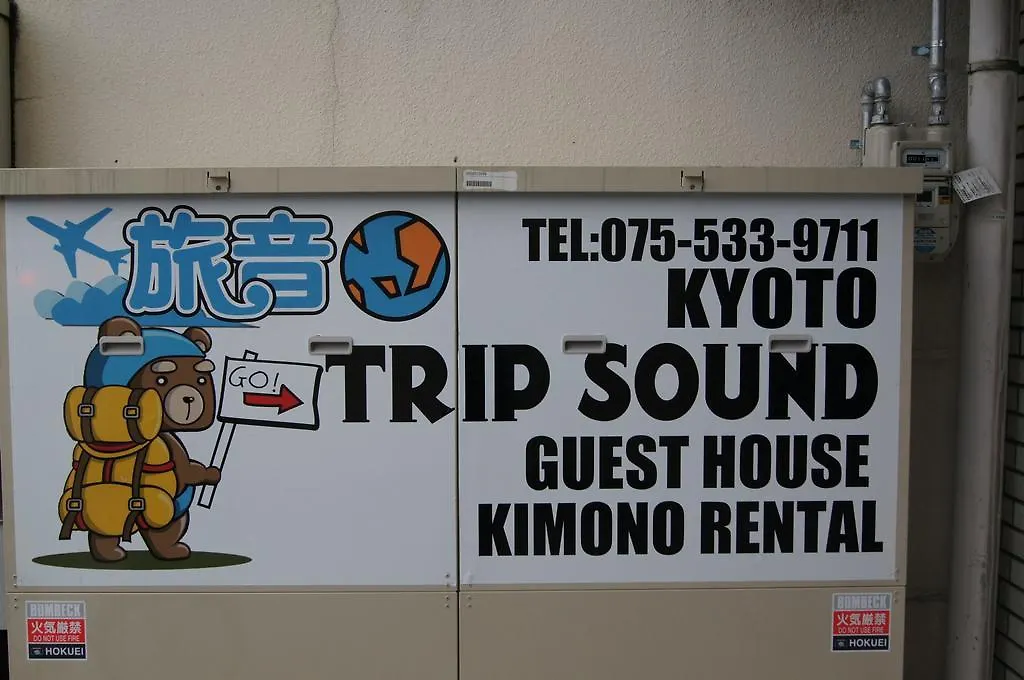 旅音
GO!
TEL:075-533-9711
KYOTO
TRIP SOUND
GUEST HOUSE
KIMONO RENTAL
BOMBECK
火気厳禁
DO NOT USE FIRE
HOKUEI
BOMBECK
火気厳禁
DO NOT USE FIRE
HOKUEI